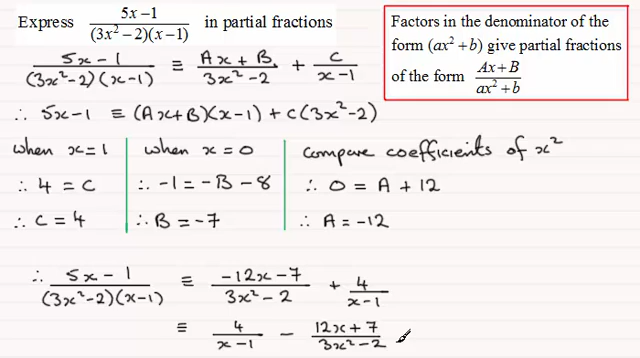 Express (5x−1)/((3x²−2)(x−1)) in partial fractions
Factors in the denominator of the
form (ax²+b) give partial fractions
of the form (Ax+B)/(ax²+b)
(5x−1)/((3x²−2)(x−1)) ≡ (Ax+B)/(3x²−2) + C/(x−1)
∴ 5x−1 ≡ (Ax+B)(x−1) + C(3x²−2)
when x=1
∴ 4 = C
∴ C = 4
when x=0
∴ −1 = −B − 8
∴ B = −7
compare coefficients of x²
∴ 0 = A + 12
∴ A = −12
∴ (5x−1)/((3x²−2)(x−1)) ≡ (−12x−7)/(3x²−2) + 4/(x−1)
≡ 4/(x−1) − (12x+7)/(3x²−2)